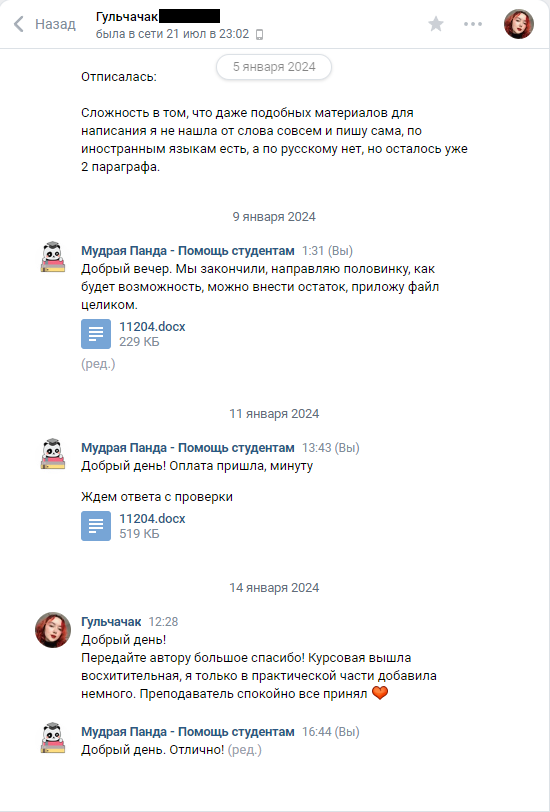 Назад
Гульчачак
была в сети 21 июл в 23:02
5 января 2024
Отписалась:
Сложность в том, что даже подобных материалов для
написания я не нашла от слова совсем и пишу сама, по
иностранным языкам есть, а по русскому нет, но осталось уже
2 параграфа.
9 января 2024
Мудрая Панда - Помощь студентам 1:31 (Вы)
Добрый вечер. Мы закончили, направляю половинку, как
будет возможность, можно внести остаток, приложу файл
целиком.
11204.docx
229 КБ
(ред.)
11 января 2024
Мудрая Панда - Помощь студентам 13:43 (Вы)
Добрый день! Оплата пришла, минуту
Ждем ответа с проверки
11204.docx
519 КБ
14 января 2024
Гульчачак 12:28
Добрый день!
Передайте автору большое спасибо! Курсовая вышла
восхитительная, я только в практической части добавила
немного. Преподаватель спокойно все принял ❤️
Мудрая Панда - Помощь студентам 16:44 (Вы)
Добрый день. Отлично! (ред.)